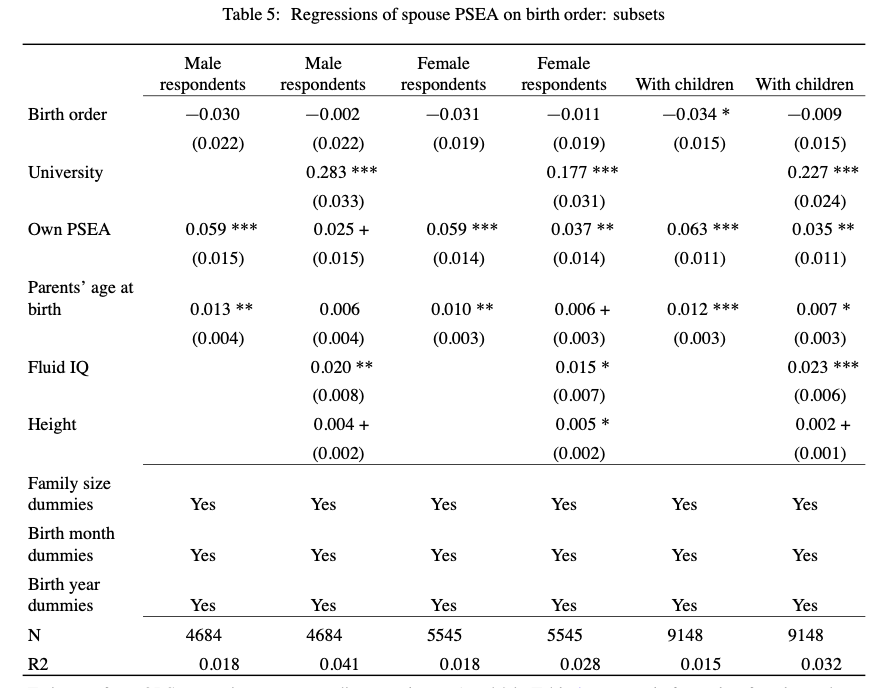 Table 5: Regressions of spouse PSEA on birth order: subsets
Male Male Female Female
respondents respondents respondents respondents With children With children
Birth order −0.030 −0.002 −0.031 −0.011 −0.034 * −0.009
(0.022) (0.022) (0.019) (0.019) (0.015) (0.015)
University 0.283 *** 0.177 *** 0.227 ***
(0.033) (0.031) (0.024)
Own PSEA 0.059 *** 0.025 + 0.059 *** 0.037 ** 0.063 *** 0.035 **
(0.015) (0.015) (0.014) (0.014) (0.011) (0.011)
Parents’ age at
birth 0.013 ** 0.006 0.010 ** 0.006 + 0.012 *** 0.007 *
(0.004) (0.004) (0.003) (0.003) (0.003) (0.003)
Fluid IQ 0.020 ** 0.015 * 0.023 ***
(0.008) (0.007) (0.006)
Height 0.004 + 0.005 * 0.002 +
(0.002) (0.002) (0.001)
Family size
dummies Yes Yes Yes Yes Yes Yes
Birth month
dummies Yes Yes Yes Yes Yes Yes
Birth year
dummies Yes Yes Yes Yes Yes Yes
N 4684 4684 5545 5545 9148 9148
R2 0.018 0.041 0.018 0.028 0.015 0.032